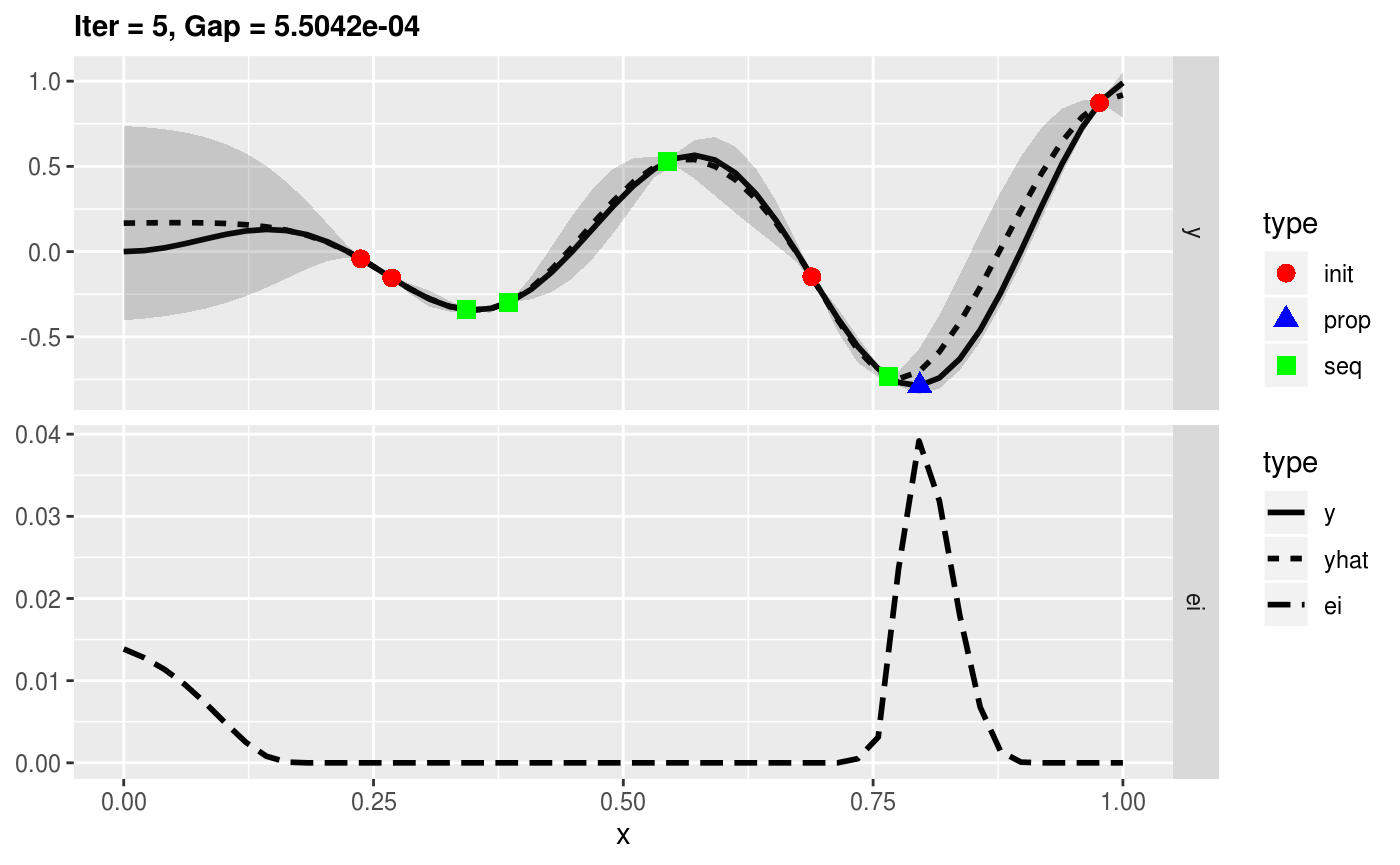 Iter = 5, Gap = 5.5042e-04
1.0
0.5
0.0
-0.5
y
0.04
0.03
0.02
0.01
0.00
ei
0.00 0.25 0.50 0.75 1.00
x
type
init
prop
seq
type
y
yhat
ei